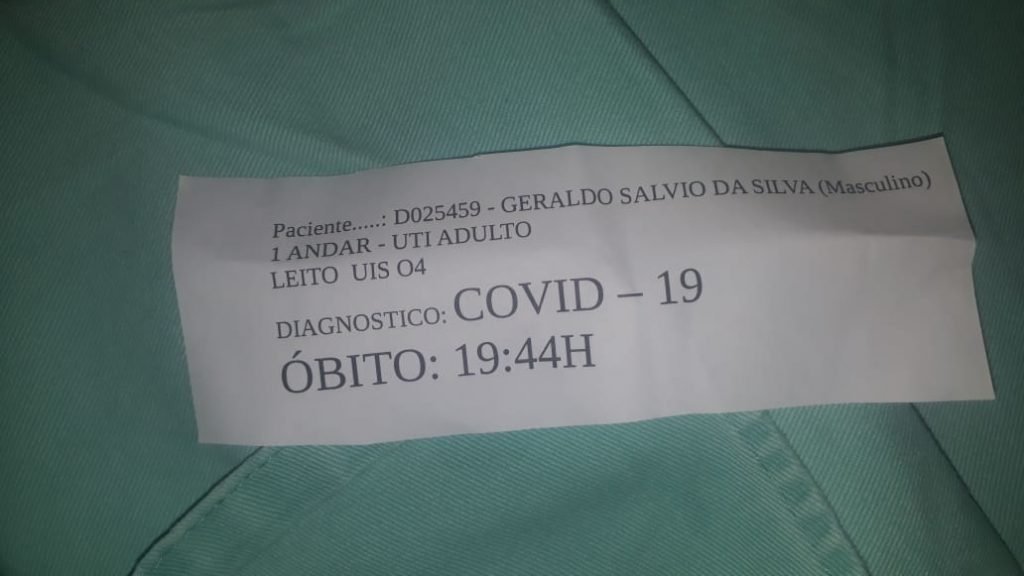 Paciente.....: D025459 - GERALDO SALVIO DA SILVA (Masculino)
1 ANDAR - UTI ADULTO
LEITO UIS O4
DIAGNOSTICO: COVID – 19
ÓBITO: 19:44H